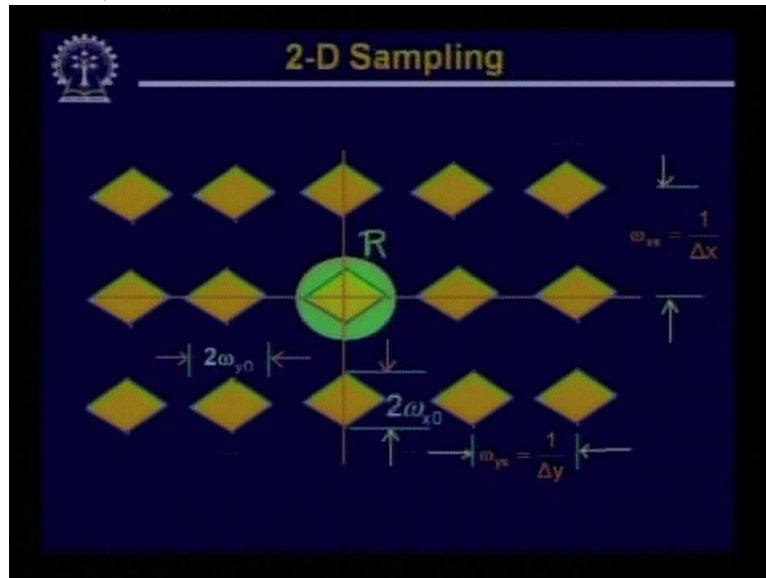 2-D Sampling
R
ω_xs = 1/Δx
2ω_y0
2ω_x0
ω_ys = 1/Δy